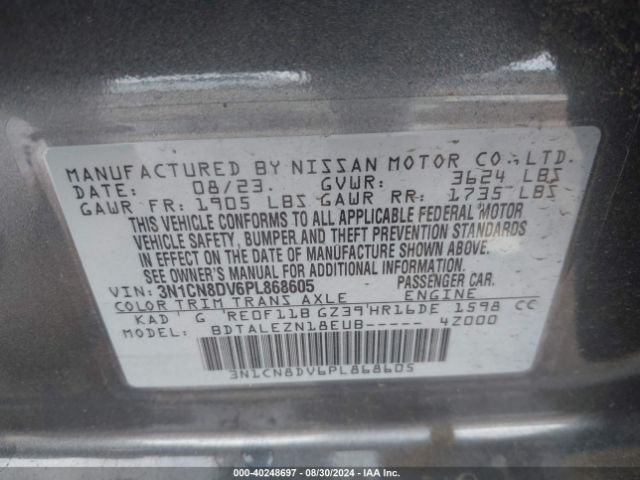 MANUFACTURED BY NISSAN MOTOR CO., LTD.
DATE: 08/23. GVWR: 3624 LBS
GAWR FR: 1905 LBS GAWR RR: 1735 LBS
THIS VEHICLE CONFORMS TO ALL APPLICABLE FEDERAL MOTOR
VEHICLE SAFETY, BUMPER AND THEFT PREVENTION STANDARDS
IN EFFECT ON THE DATE OF MANUFACTURE SHOWN ABOVE.
SEE OWNER'S MANUAL FOR ADDITIONAL INFORMATION.
VIN: 3N1CN8DV6PL868605 PASSENGER CAR.
COLOR TRIM TRANS AXLE ENGINE
KAD G RE0F11B GZ39 HR16DE 1598 CC
BDTALEZN18EUB----- 4Z000
3N1CN8DV6PL868605
000-40248697 - 08/30/2024 - IAA Inc.